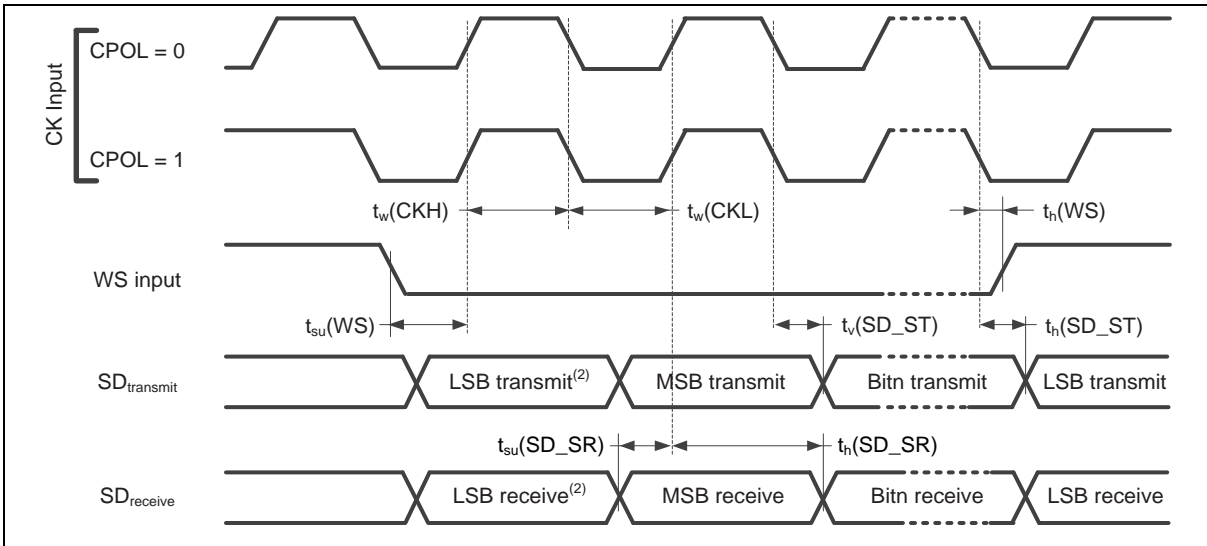 CK Input
CPOL = 0
CPOL = 1
tw(CKH)
tw(CKL)
th(WS)
WS input
tsu(WS)
tv(SD_ST)
th(SD_ST)
SDtransmit
LSB transmit(2)
MSB transmit
Bitn transmit
LSB transmit
tsu(SD_SR)
th(SD_SR)
SDreceive
LSB receive(2)
MSB receive
Bitn receive
LSB receive